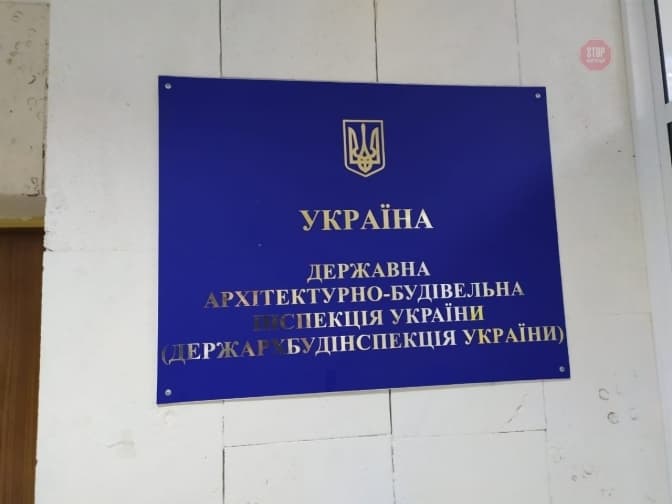 STOP
УКРАЇНА
ДЕРЖАВНА
АРХІТЕКТУРНО-БУДІВЕЛЬНА
ІНСПЕКЦІЯ УКРАЇНИ
(ДЕРЖАРХБУДІНСПЕКЦІЯ УКРАЇНИ)